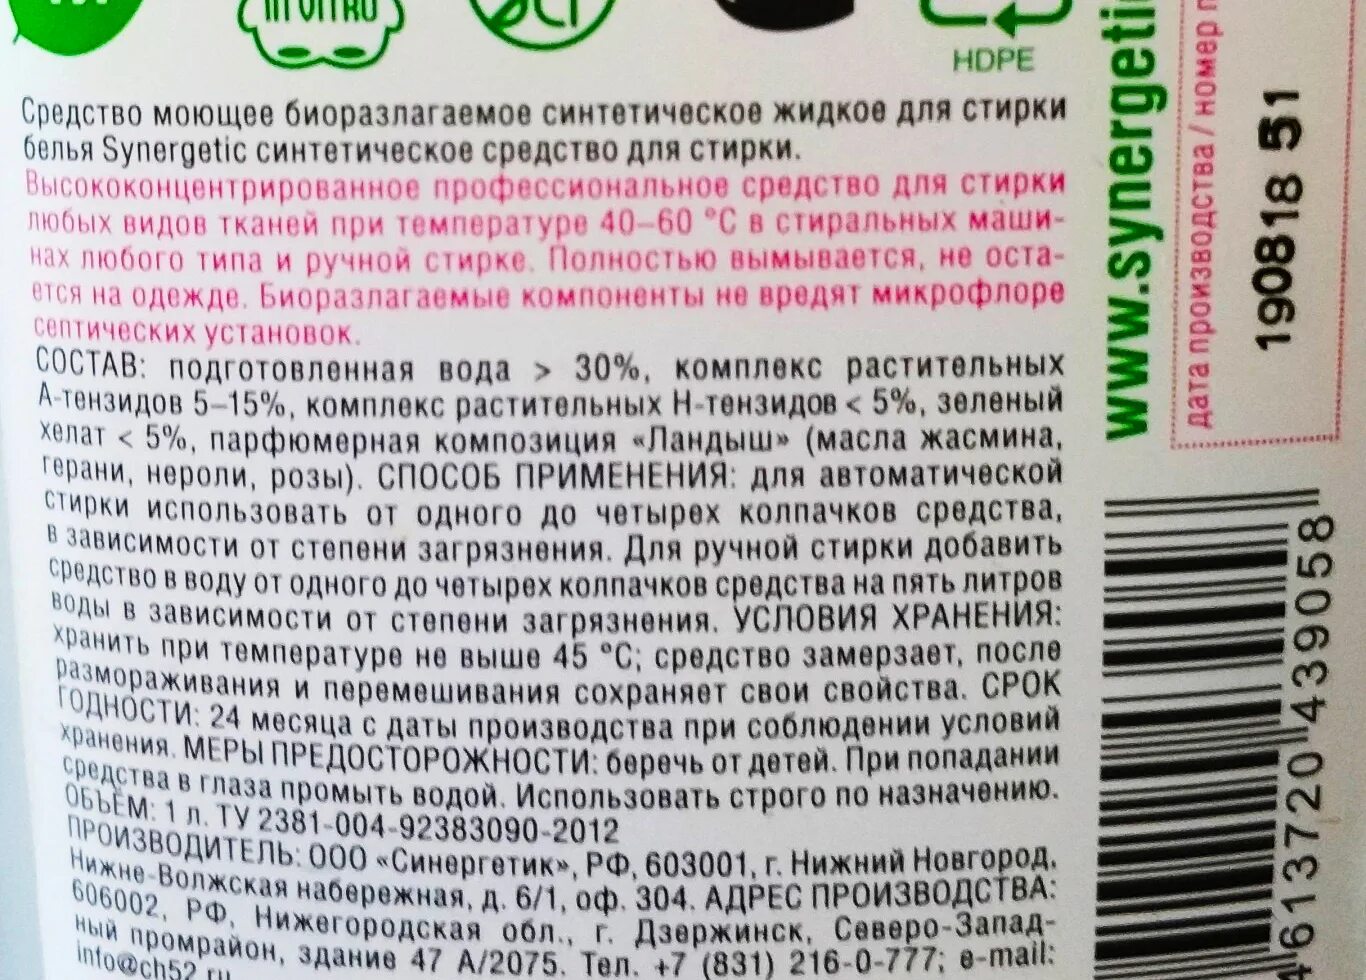 IN VITRO
HDPE
Средство моющее биоразлагаемое синтетическое жидкое для стирки
белья Synergetic синтетическое средство для стирки.
Высококонцентрированное профессиональное средство для стирки
любых видов тканей при температуре 40–60 °С в стиральных маши-
нах любого типа и ручной стирке. Полностью вымывается, не оста-
ется на одежде. Биоразлагаемые компоненты не вредят микрофлоре
септических установок.
СОСТАВ: подготовленная вода > 30%, комплекс растительных
А-тензидов 5–15%, комплекс растительных Н-тензидов < 5%, зеленый
хелат < 5%, парфюмерная композиция «Ландыш» (масла жасмина,
герани, нероли, розы). СПОСОБ ПРИМЕНЕНИЯ: для автоматической
стирки использовать от одного до четырех колпачков средства,
в зависимости от степени загрязнения. Для ручной стирки добавить
средство в воду от одного до четырех колпачков средства на пять литров
воды в зависимости от степени загрязнения. УСЛОВИЯ ХРАНЕНИЯ:
хранить при температуре не выше 45 °С; средство замерзает, после
размораживания и перемешивания сохраняет свои свойства. СРОК
ГОДНОСТИ: 24 месяца с даты производства при соблюдении условий
хранения. МЕРЫ ПРЕДОСТОРОЖНОСТИ: беречь от детей. При попадании
средства в глаза промыть водой. Использовать строго по назначению.
ОБЪЁМ: 1 л. ТУ 2381-004-92383090-2012
ПРОИЗВОДИТЕЛЬ: ООО «Синергетик», РФ, 603001, г. Нижний Новгород,
Нижне-Волжская набережная, д. 6/1, оф. 304. АДРЕС ПРОИЗВОДСТВА:
606002, РФ, Нижегородская обл., г. Дзержинск, Северо-Запад-
ный промрайон, здание 47 А/2075. Тел. +7 (831) 216-0-777; e-mail:
info@ch52.ru
www.synergeti
дата производства / номер п
190818 51
613720 439058